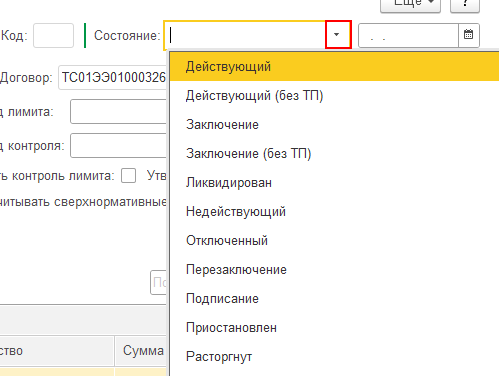 Еще ?
Код: Состояние: . .
Действующий
Договор: ТС01ЭЭ01000326
Действующий (без ТП)
д лимита:
Заключение
д контроля:
Заключение (без ТП)
ть контроль лимита: Утв
Ликвидирован
читывать сверхнормативные
Недействующий
Отключенный
Перезаключение
По
Подписание
Приостановлен
ство Сумма
Расторгнут